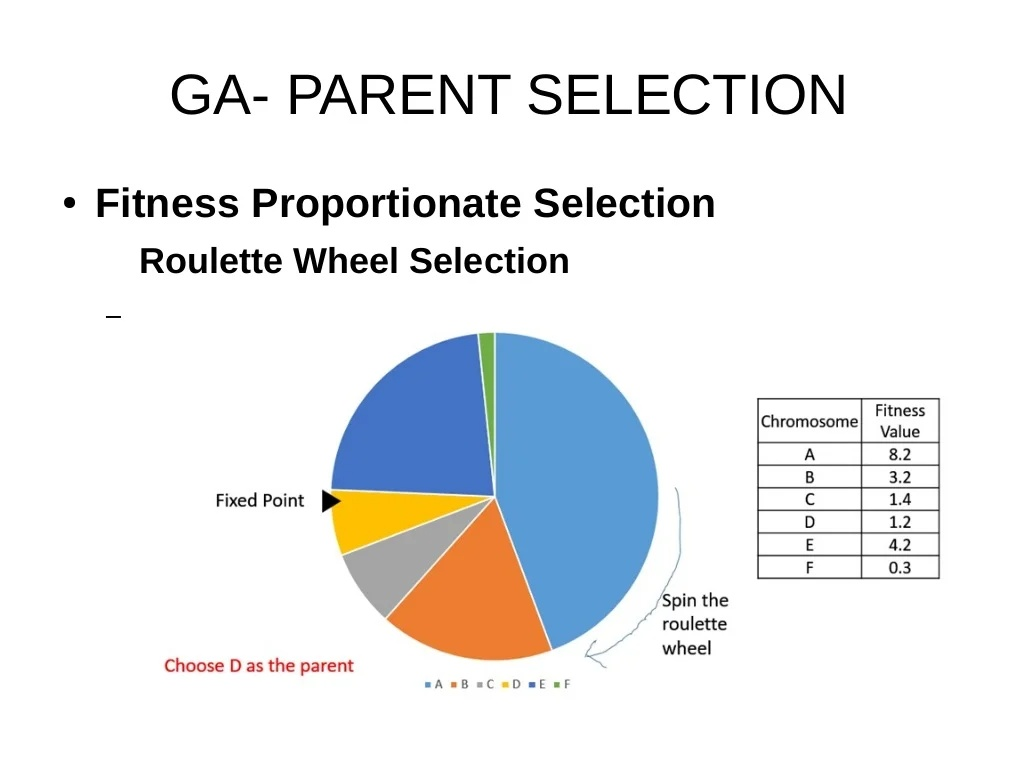 GA- PARENT SELECTION
• Fitness Proportionate Selection
Roulette Wheel Selection
–
Chromosome Fitness Value
A 8.2
B 3.2
C 1.4
D 1.2
E 4.2
F 0.3
Fixed Point
Spin the
roulette
wheel
Choose D as the parent
A B C D E F